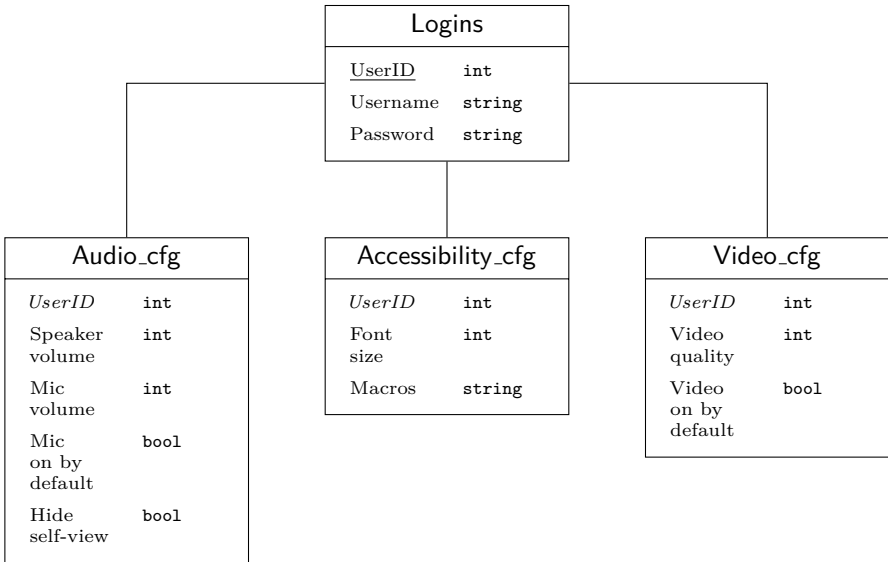 Logins
UserID int
Username string
Password string
Audio_cfg
UserID int
Speaker int
volume
Mic int
volume
Mic bool
on by
default
Hide bool
self-view
Accessibility_cfg
UserID int
Font int
size
Macros string
Video_cfg
UserID int
Video int
quality
Video bool
on by
default